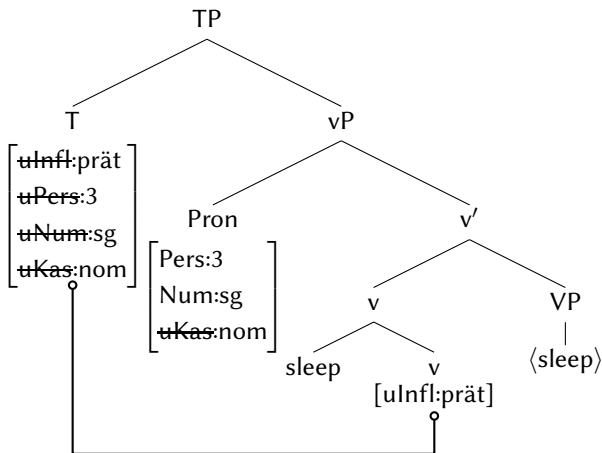 TP
T
vP
uInfl:prät
uPers:3
uNum:sg
uKas:nom
Pron
v′
Pers:3
Num:sg
uKas:nom
v
VP
sleep
v
⟨sleep⟩
[uInfl:prät]